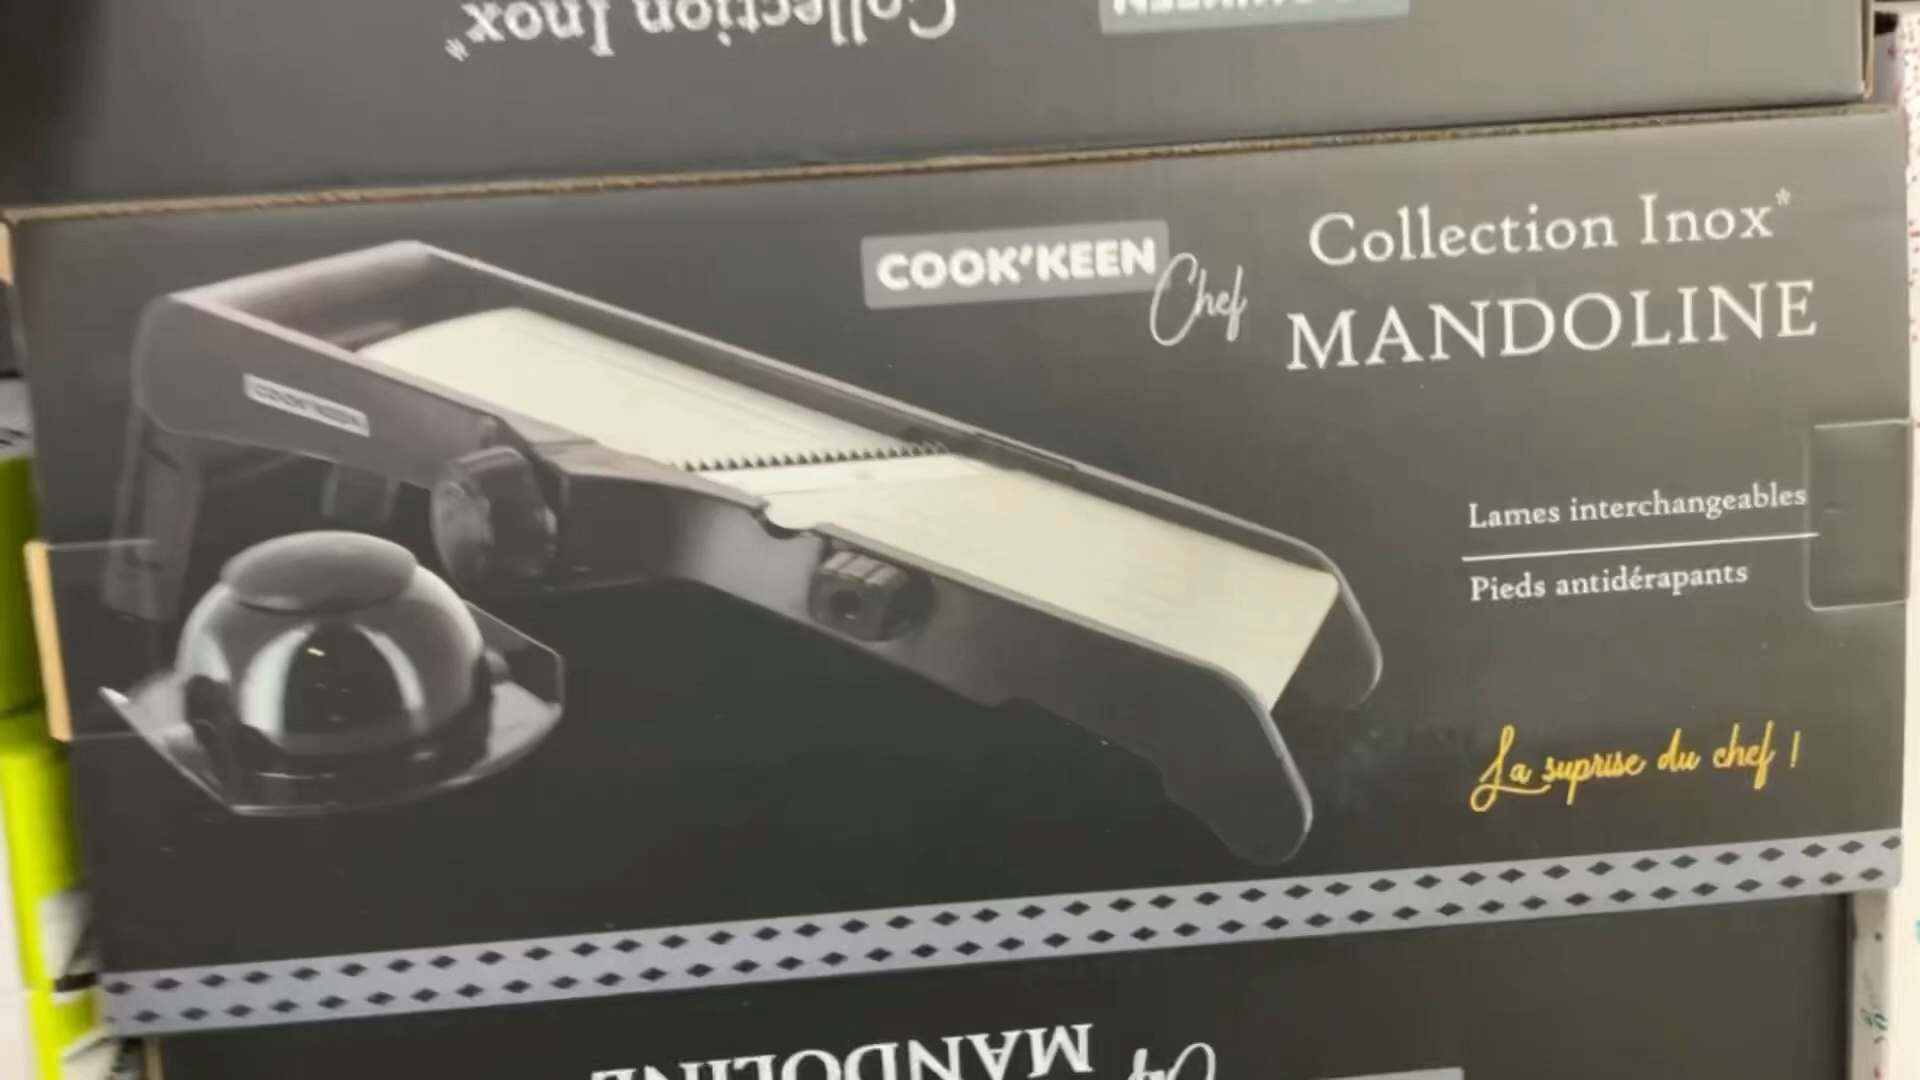 Collection Inox*
COOK'KEEN
Chef
Collection Inox*
MANDOLINE
COOK'KEEN
Lames interchangeables
Pieds antidérapants
La suprise du chef !
MANDOLINE